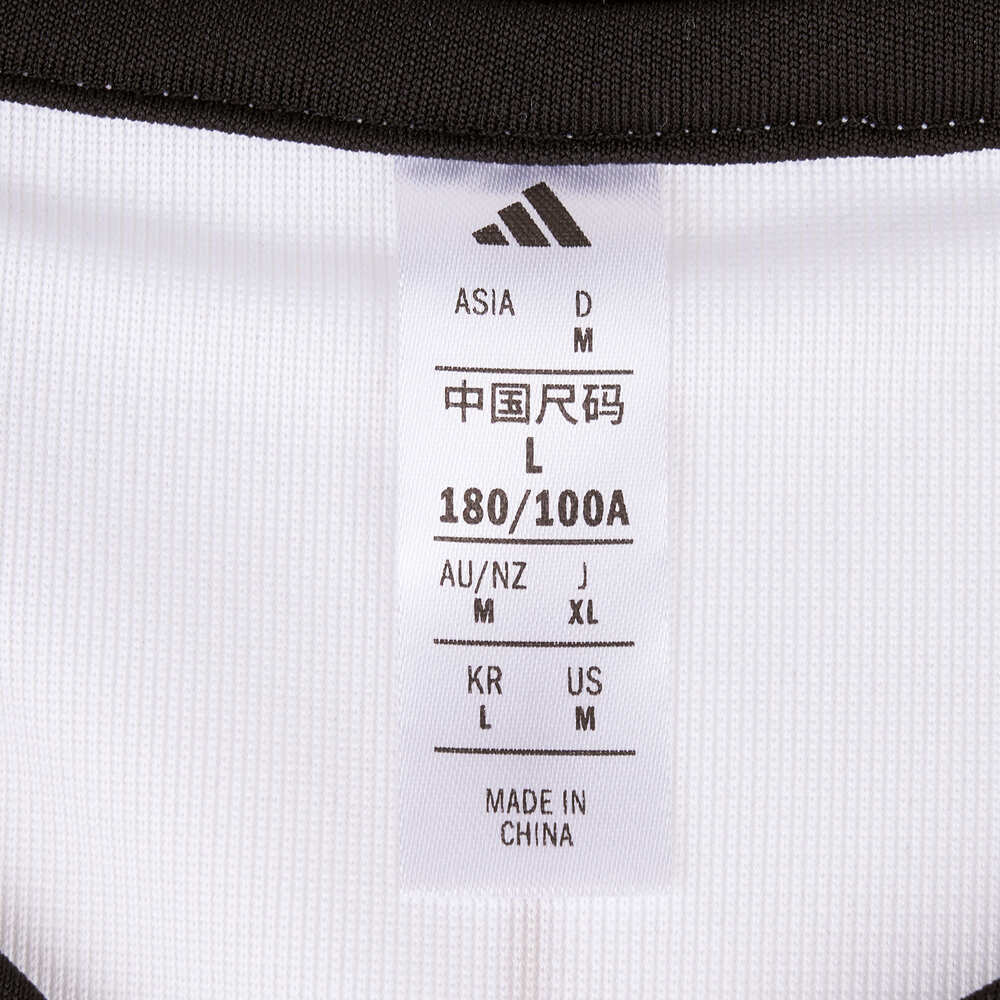 ASIA D
M
中国尺码
L
180/100A
AU/NZ J
M XL
KR US
L M
MADE IN
CHINA